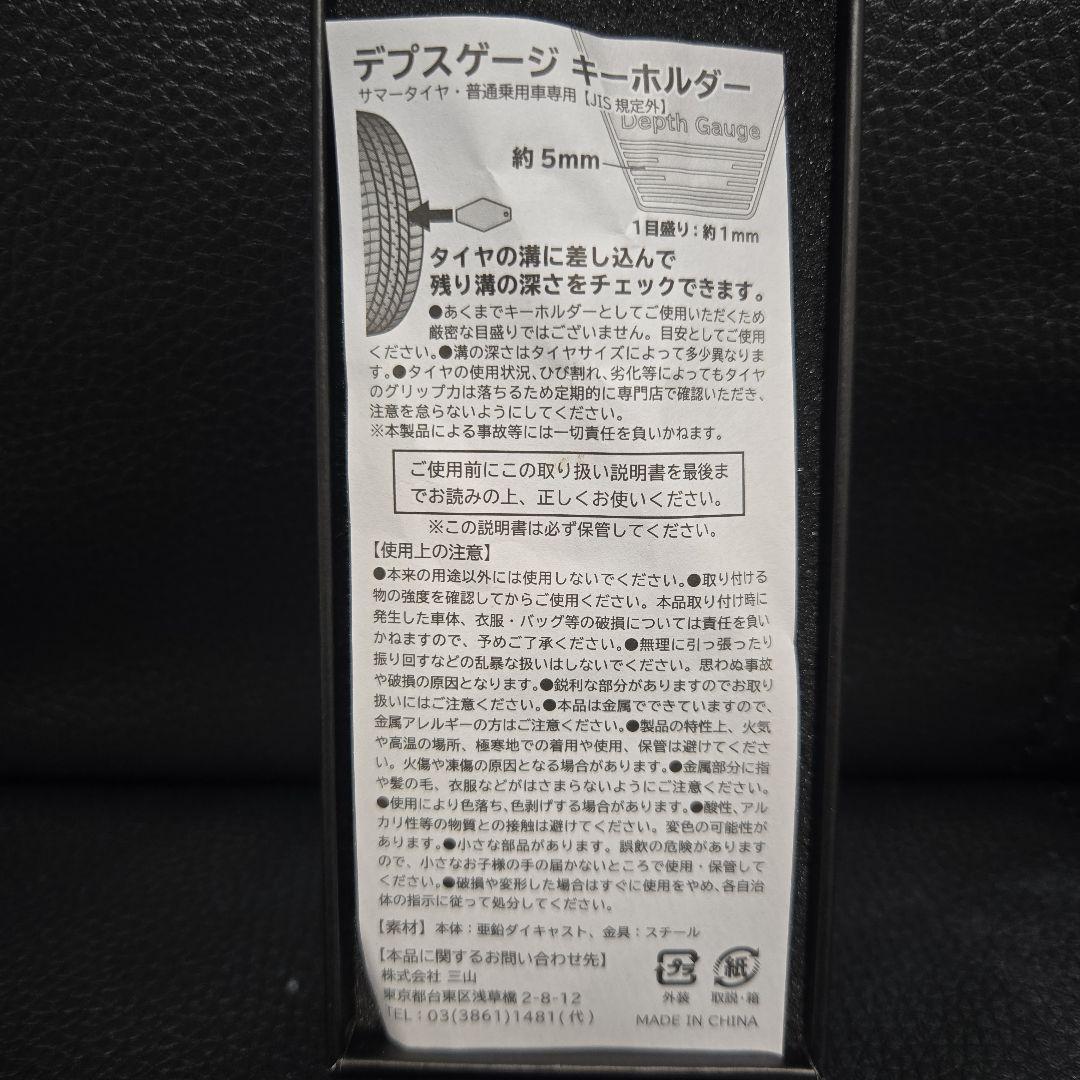 デプスゲージ キーホルダー
サマータイヤ・普通乗用車専用【JIS規定外】
Depth Gauge
約5mm
1目盛り：約1mm
タイヤの溝に差し込んで
残り溝の深さをチェックできます。
●あくまでキーホルダーとしてご使用いただくため
厳密な目盛りではございません。目安としてご使用
ください。●溝の深さはタイヤサイズによって多少異なりま
す。●タイヤの使用状況、ひび割れ、劣化等によってもタイヤ
のグリップ力は落ちるため定期的に専門店で確認いただき、
注意を怠らないようにしてください。
※本製品による事故等には一切責任を負いかねます。
ご使用前にこの取り扱い説明書を最後ま
でお読みの上、正しくお使いください。
※この説明書は必ず保管してください。
【使用上の注意】
●本来の用途以外には使用しないでください。●取り付ける
物の強度を確認してからご使用ください。本品取り付け時に
発生した車体、衣服・バッグ等の破損については責任を負い
かねますので、予めご了承ください。●無理に引っ張ったり
振り回すなどの乱暴な扱いはしないでください。思わぬ事故
や破損の原因となります。●鋭利な部分がありますのでお取り
扱いにはご注意ください。●本品は金属でできていますので、
金属アレルギーの方はご注意ください。●製品の特性上、火気
や高温の場所、極寒地での着用や使用、保管は避けてくださ
い。火傷や凍傷の原因となる場合があります。●金属部分に指
や髪の毛、衣服などがはさまらないようにご注意ください。
●使用により色落ち、色剥げする場合があります。●酸性、アル
カリ性等の物質との接触は避けてください。変色の可能性が
あります。●小さな部品があります。誤飲の危険があります
ので、小さなお子様の手の届かないところで使用・保管して
ください。●破損や変形した場合はすぐに使用をやめ、各自治
体の指示に従って処分してください。
【素材】本体：亜鉛ダイキャスト、金具：スチール
【本品に関するお問い合わせ先】
株式会社 三山
東京都台東区浅草橋2-8-12
TEL：03(3861)1481(代)
プラ
外装
紙
取説・箱
MADE IN CHINA